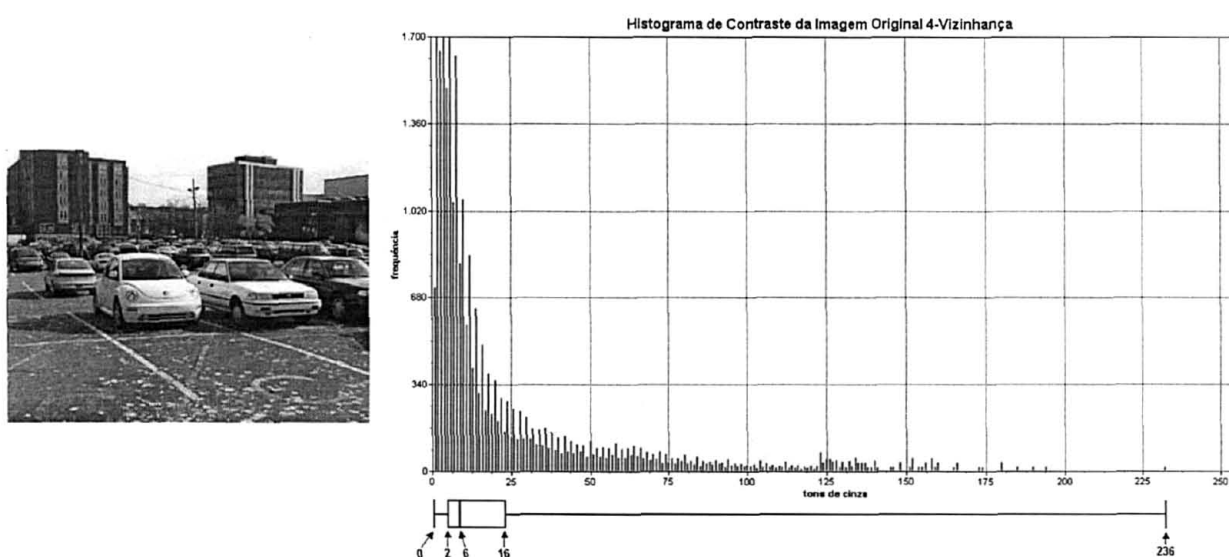 Histograma de Contraste da Imagem Original 4-Vizinhança
1.700
1.360
1.020
680
340
0
frequência
0 25 50 75 100 125 150 175 200 225 250
tons de cinza
0 2 6 16 236